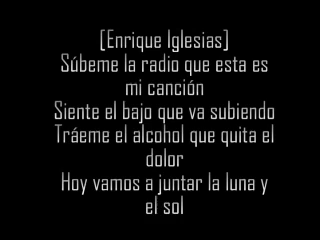 [Enrique Iglesias]
Súbeme la radio que esta es
mi canción
Siente el bajo que va subiendo
Tráeme el alcohol que quita el
dolor
Hoy vamos a juntar la luna y
el sol